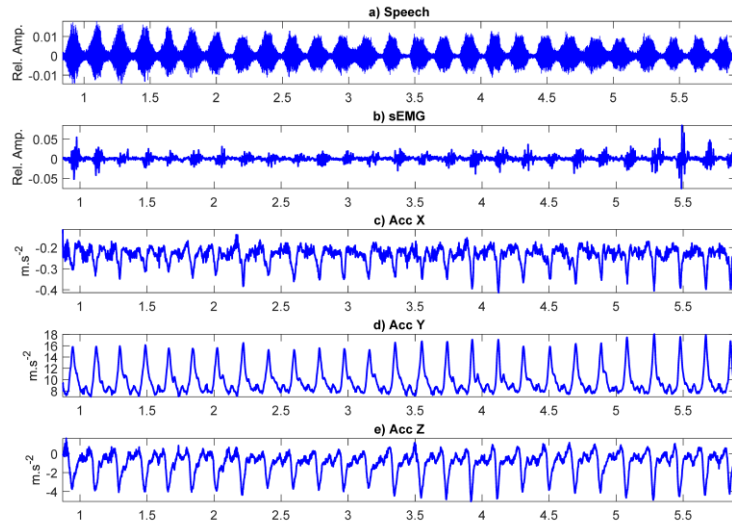 a) Speech
Rel. Amp.
0.01
0
-0.01
1 1.5 2 2.5 3 3.5 4 4.5 5 5.5
b) sEMG
Rel. Amp.
0.05
0
-0.05
1 1.5 2 2.5 3 3.5 4 4.5 5 5.5
c) Acc X
m.s-2
-0.2
-0.3
-0.4
1 1.5 2 2.5 3 3.5 4 4.5 5 5.5
d) Acc Y
m.s-2
18
16
14
12
10
8
1 1.5 2 2.5 3 3.5 4 4.5 5 5.5
e) Acc Z
m.s-2
0
-2
-4
1 1.5 2 2.5 3 3.5 4 4.5 5 5.5